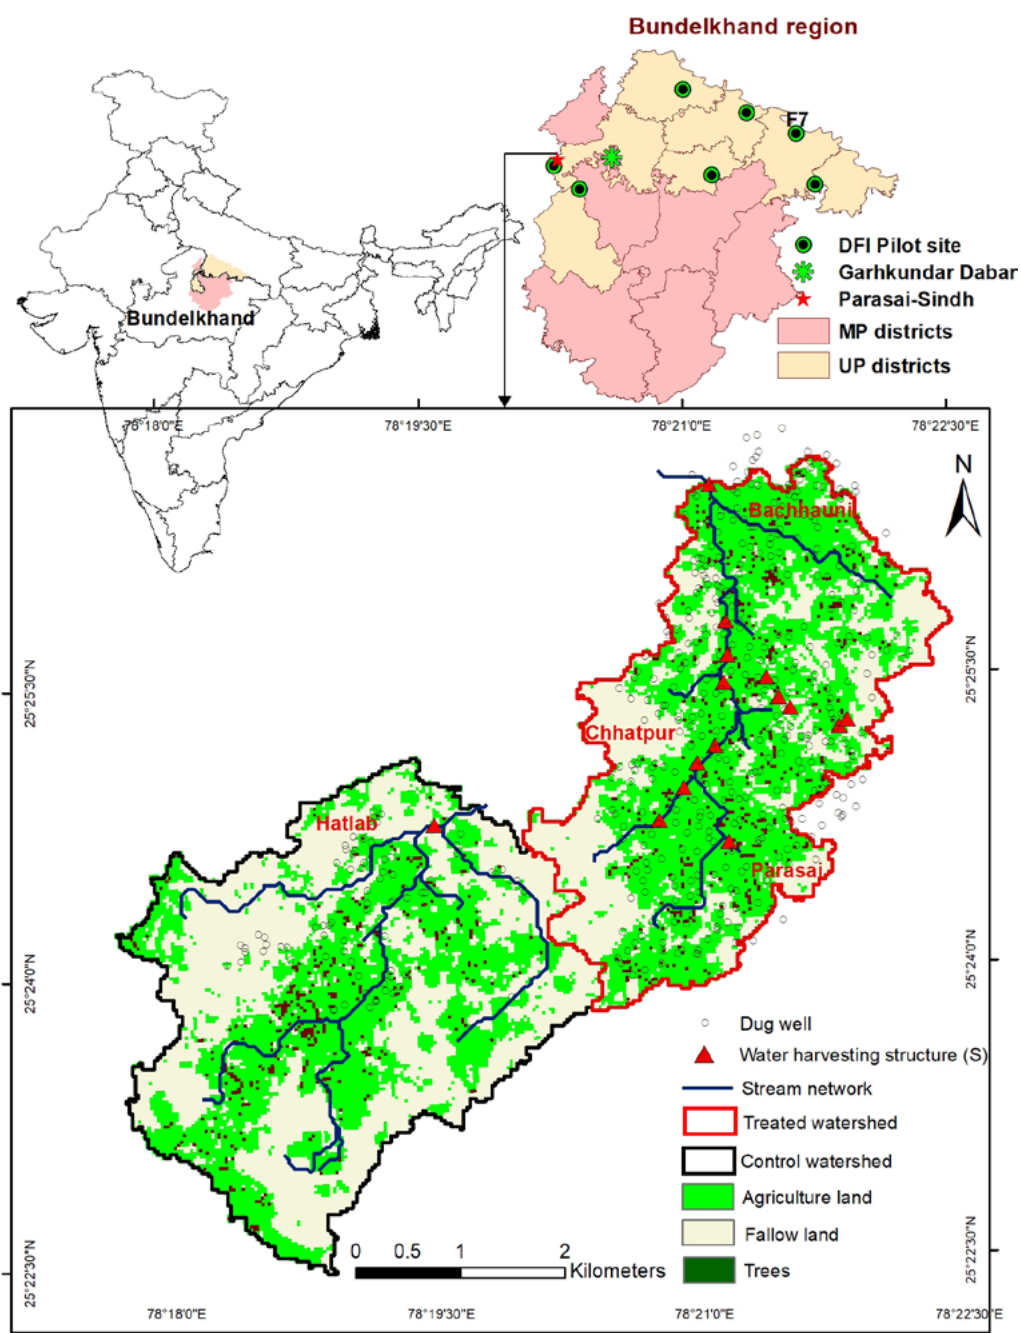 Bundelkhand region
F7
DFI Pilot site
Garhkundar Dabar
Parasai-Sindh
MP districts
UP districts
Bundelkhand
78°18'0"E
78°19'30"E
78°21'0"E
78°22'30"E
N
Bachhauni
25°25'30"N
25°25'30"N
Chhatpur
Hatlab
Parasai
25°24'0"N
25°24'0"N
Dug well
Water harvesting structure (S)
Stream network
Treated watershed
Control watershed
Agriculture land
Fallow land
Trees
0 0.5 1 2
Kilometers
25°22'30"N
25°22'30"N
78°18'0"E
78°19'30"E
78°21'0"E
78°22'30"E